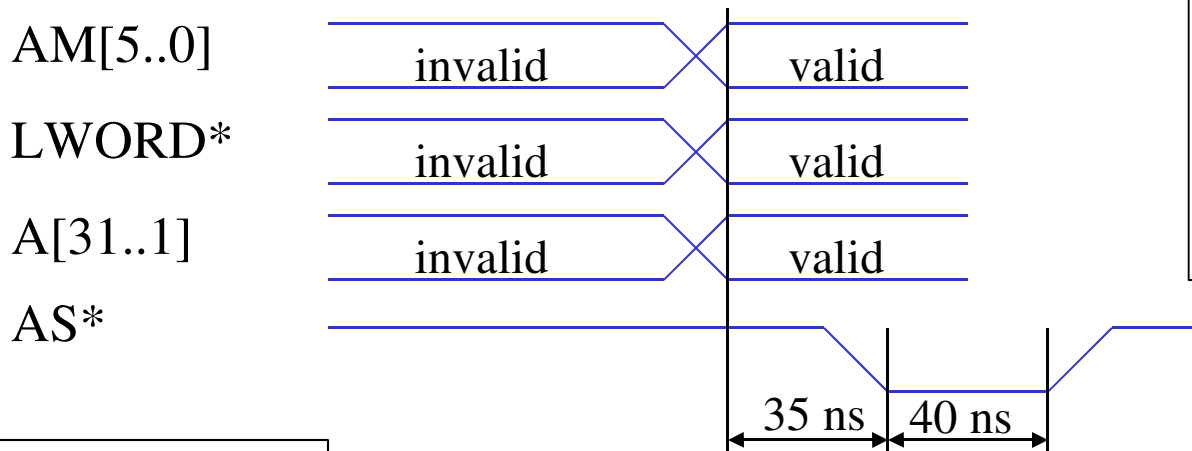 AM[5..0]
invalid valid
LWORD*
invalid valid
A[31..1]
invalid valid
AS*
35 ns 40 ns